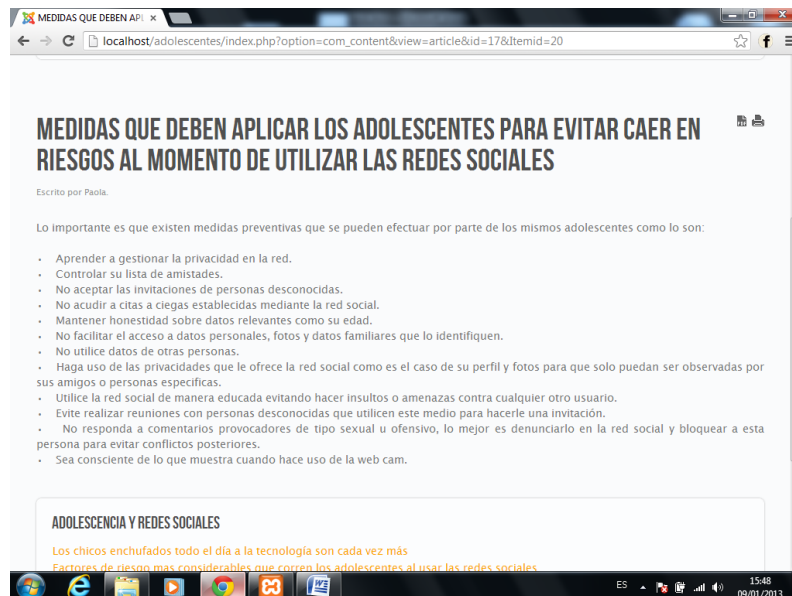 MEDIDAS QUE DEBEN APL
localhost/adolescentes/index.php?option=com_content&view=article&id=17&Itemid=20
MEDIDAS QUE DEBEN APLICAR LOS ADOLESCENTES PARA EVITAR CAER EN
RIESGOS AL MOMENTO DE UTILIZAR LAS REDES SOCIALES
Escrito por Paola.
Lo importante es que existen medidas preventivas que se pueden efectuar por parte de los mismos adolescentes como lo son:
• Aprender a gestionar la privacidad en la red.
• Controlar su lista de amistades.
• No aceptar las invitaciones de personas desconocidas.
• No acudir a citas a ciegas establecidas mediante la red social.
• Mantener honestidad sobre datos relevantes como su edad.
• No facilitar el acceso a datos personales, fotos y datos familiares que lo identifiquen.
• No utilice datos de otras personas.
• Haga uso de las privacidades que le ofrece la red social como es el caso de su perfil y fotos para que solo puedan ser observadas por
sus amigos o personas especificas.
• Utilice la red social de manera educada evitando hacer insultos o amenazas contra cualquier otro usuario.
• Evite realizar reuniones con personas desconocidas que utilicen este medio para hacerle una invitación.
• No responda a comentarios provocadores de tipo sexual u ofensivo, lo mejor es denunciarlo en la red social y bloquear a esta
persona para evitar conflictos posteriores.
• Sea consciente de lo que muestra cuando hace uso de la web cam.
ADOLESCENCIA Y REDES SOCIALES
Los chicos enchufados todo el día a la tecnología son cada vez más
Factores de riesgo mas considerables que corren los adolescentes al usar las redes sociales
ES
15:48
09/01/2013